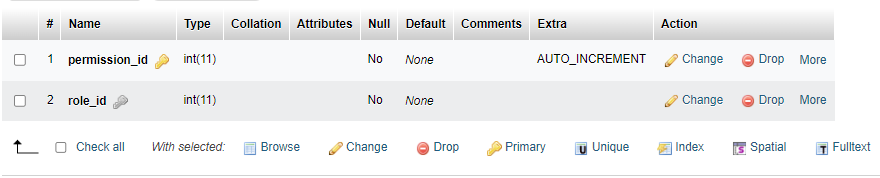 # Name Type Collation Attributes Null Default Comments Extra Action
1 permission_id int(11) No None AUTO_INCREMENT Change Drop More
2 role_id int(11) No None Change Drop More
Check all With selected: Browse Change Drop Primary Unique Index Spatial Fulltext